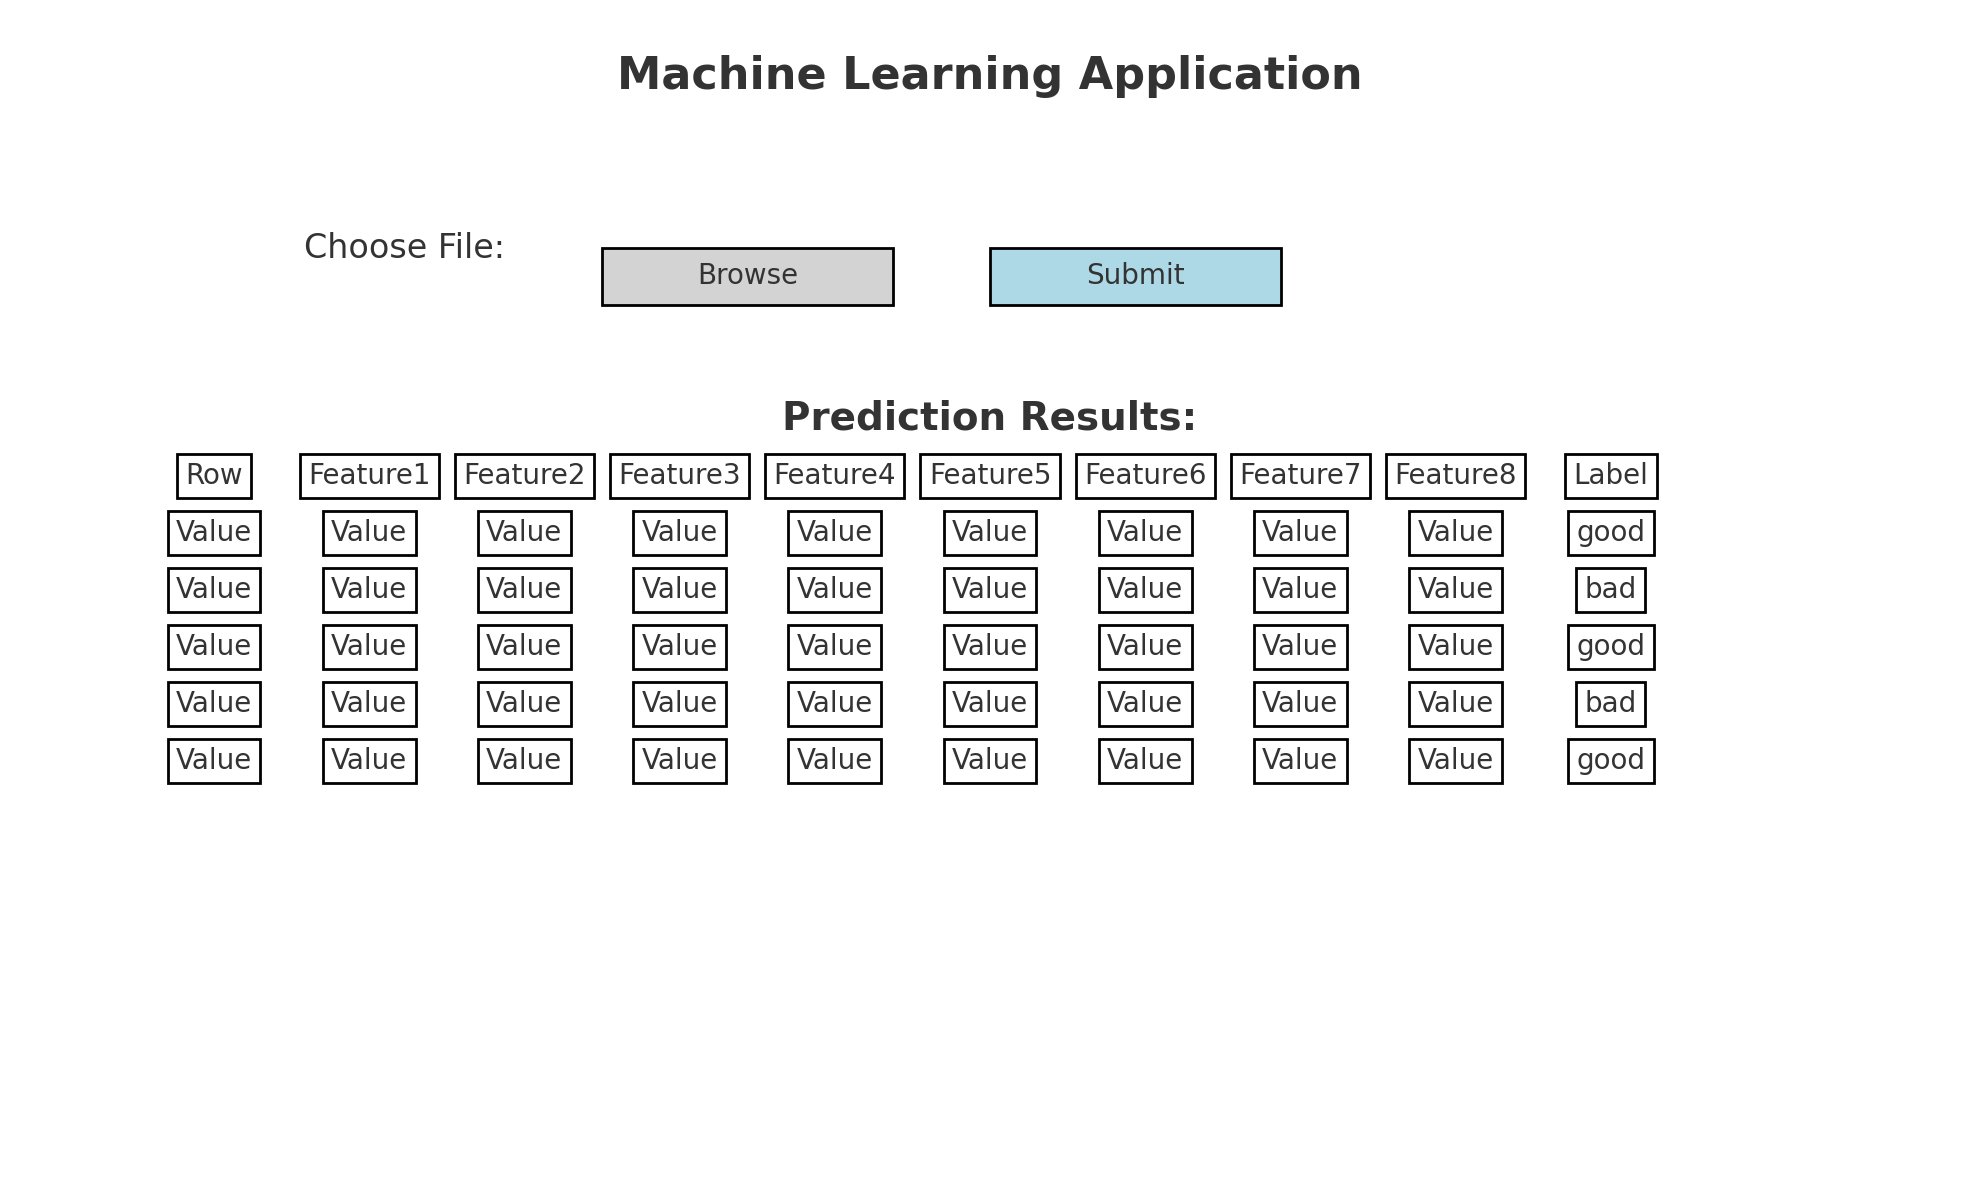 Machine Learning Application
Choose File: Browse Submit
Prediction Results:
Row Feature1 Feature2 Feature3 Feature4 Feature5 Feature6 Feature7 Feature8 Label
Value Value Value Value Value Value Value Value Value good
Value Value Value Value Value Value Value Value Value bad
Value Value Value Value Value Value Value Value Value good
Value Value Value Value Value Value Value Value Value bad
Value Value Value Value Value Value Value Value Value good